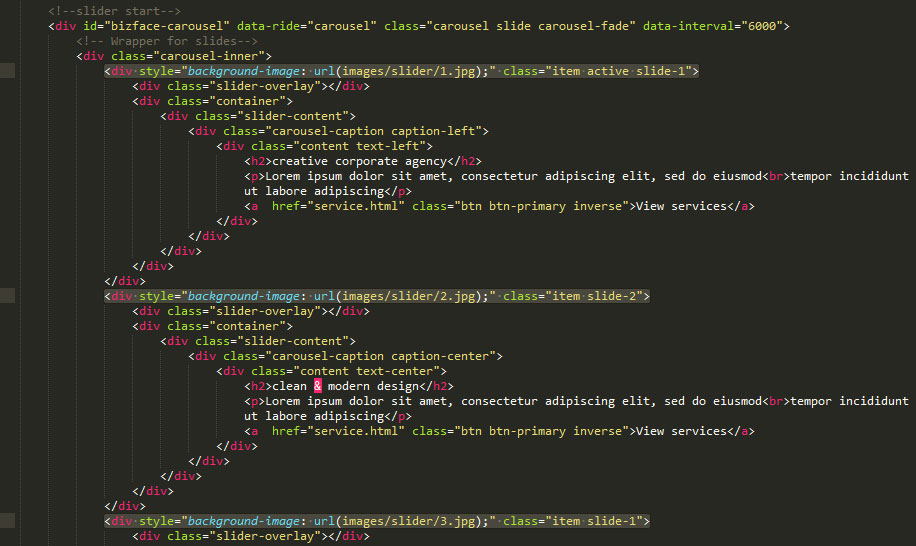 <!--slider start-->
<div id="bizface-carousel" data-ride="carousel" class="carousel slide carousel-fade" data-interval="6000">
<!-- Wrapper for slides-->
<div class="carousel-inner">
<div style="background-image: url(images/slider/1.jpg);" class="item active slide-1">
<div class="slider-overlay"></div>
<div class="container">
<div class="slider-content">
<div class="carousel-caption caption-left">
<div class="content text-left">
<h2>creative corporate agency</h2>
<p>Lorem ipsum dolor sit amet, consectetur adipiscing elit, sed do eiusmod<br>tempor incididunt
ut labore adipiscing</p>
<a  href="service.html" class="btn btn-primary inverse">View services</a>
</div>
</div>
</div>
</div>
</div>
<div style="background-image: url(images/slider/2.jpg);" class="item slide-2">
<div class="slider-overlay"></div>
<div class="container">
<div class="slider-content">
<div class="carousel-caption caption-center">
<div class="content text-center">
<h2>clean & modern design</h2>
<p>Lorem ipsum dolor sit amet, consectetur adipiscing elit, sed do eiusmod<br>tempor incididunt
ut labore adipiscing</p>
<a  href="service.html" class="btn btn-primary inverse">View services</a>
</div>
</div>
</div>
</div>
</div>
<div style="background-image: url(images/slider/3.jpg);" class="item slide-1">
<div class="slider-overlay"></div>